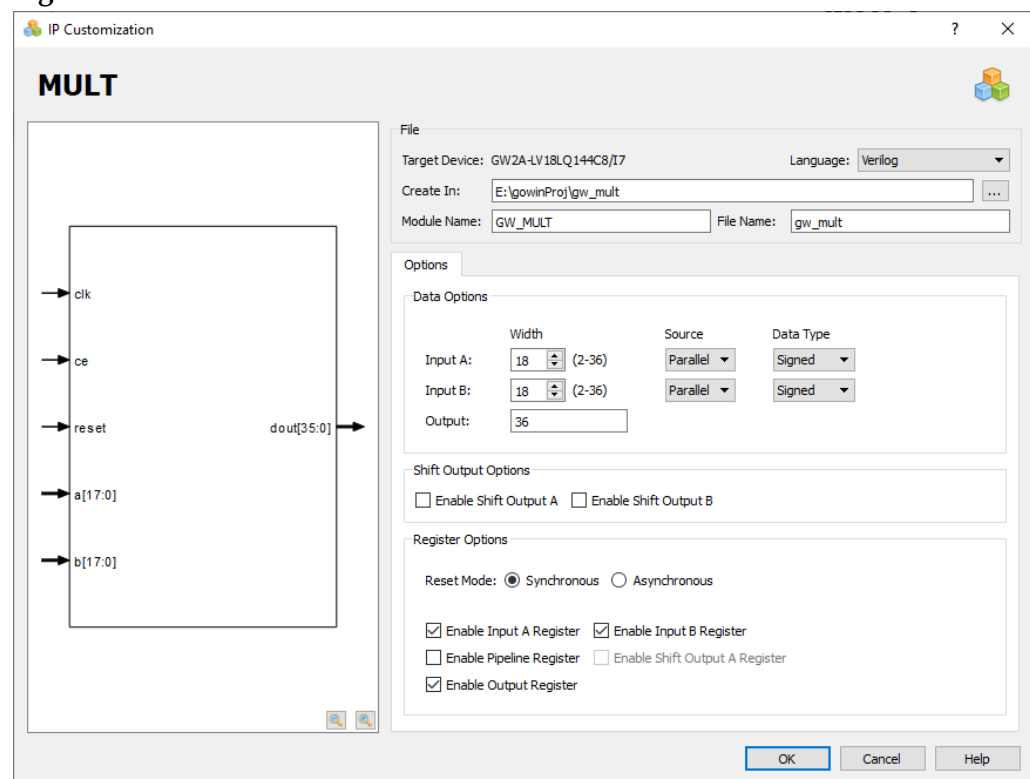 IP Customization
?
MULT
clk
ce
reset
dout[35:0]
a[17:0]
b[17:0]
File
Target Device: GW2A-LV18LQ144C8/I7 Language: Verilog
Create In: E:\gowinProj\gw_mult ...
Module Name: GW_MULT File Name: gw_mult
Options
Data Options
Width Source Data Type
Input A: 18 (2-36) Parallel Signed
Input B: 18 (2-36) Parallel Signed
Output: 36
Shift Output Options
Enable Shift Output A Enable Shift Output B
Register Options
Reset Mode: Synchronous Asynchronous
Enable Input A Register Enable Input B Register
Enable Pipeline Register Enable Shift Output A Register
Enable Output Register
OK Cancel Help